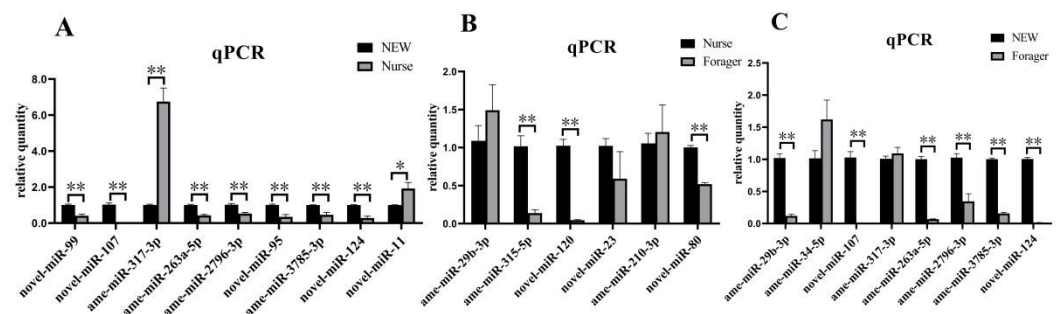 A
qPCR
NEW
Nurse
relative quantity
8.0
6.0
4.0
2.0
0.0
**
**
**
**
**
**
**
**
*
novel-miR-99
novel-miR-107
ame-miR-317-3p
ame-miR-263a-5p
ame-miR-2796-3p
novel-miR-95
ame-miR-3785-3p
novel-miR-124
novel-miR-11
B
qPCR
Nurse
Forager
relative quantity
2.0
1.5
1.0
0.5
0.0
**
**
**
ame-miR-29b-3p
ame-miR-315-5p
novel-miR-120
novel-miR-23
ame-miR-210-3p
novel-miR-80
C
qPCR
NEW
Forager
relative quantity
2.5
2.0
1.5
1.0
0.5
0.0
**
**
**
**
**
**
ame-miR-29b-3p
ame-miR-34-5p
novel-miR-107
ame-miR-317-3p
ame-miR-263a-5p
ame-miR-2796-3p
ame-miR-3785-3p
novel-miR-124